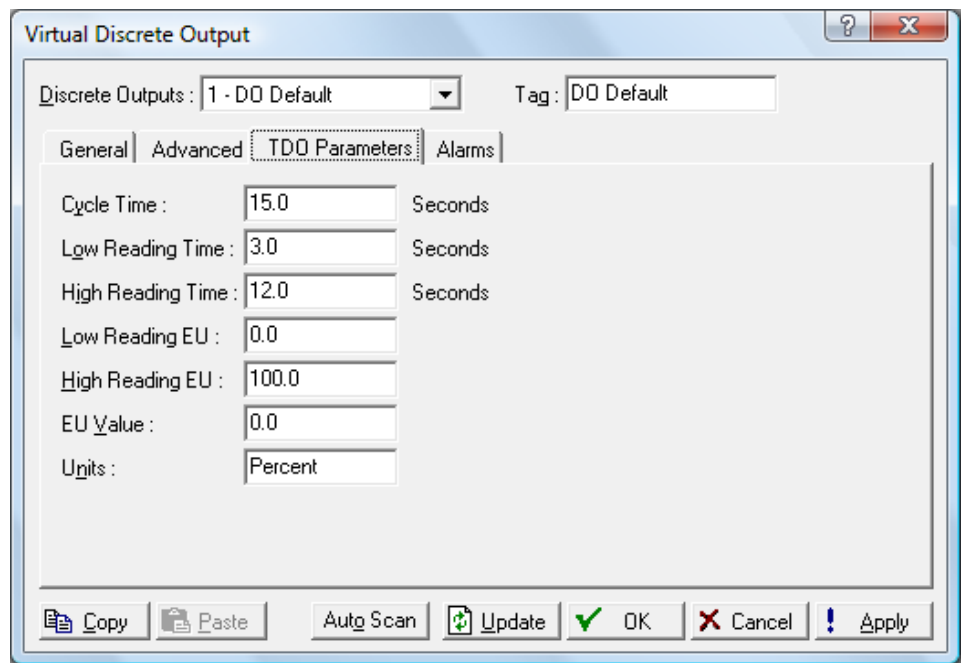 Virtual Discrete Output
?
X
Discrete Outputs : 1 - DO Default Tag : DO Default
General Advanced TDO Parameters Alarms
Cycle Time : 15.0 Seconds
Low Reading Time : 3.0 Seconds
High Reading Time : 12.0 Seconds
Low Reading EU : 0.0
High Reading EU : 100.0
EU Value : 0.0
Units : Percent
Copy Paste Auto Scan Update OK Cancel ! Apply